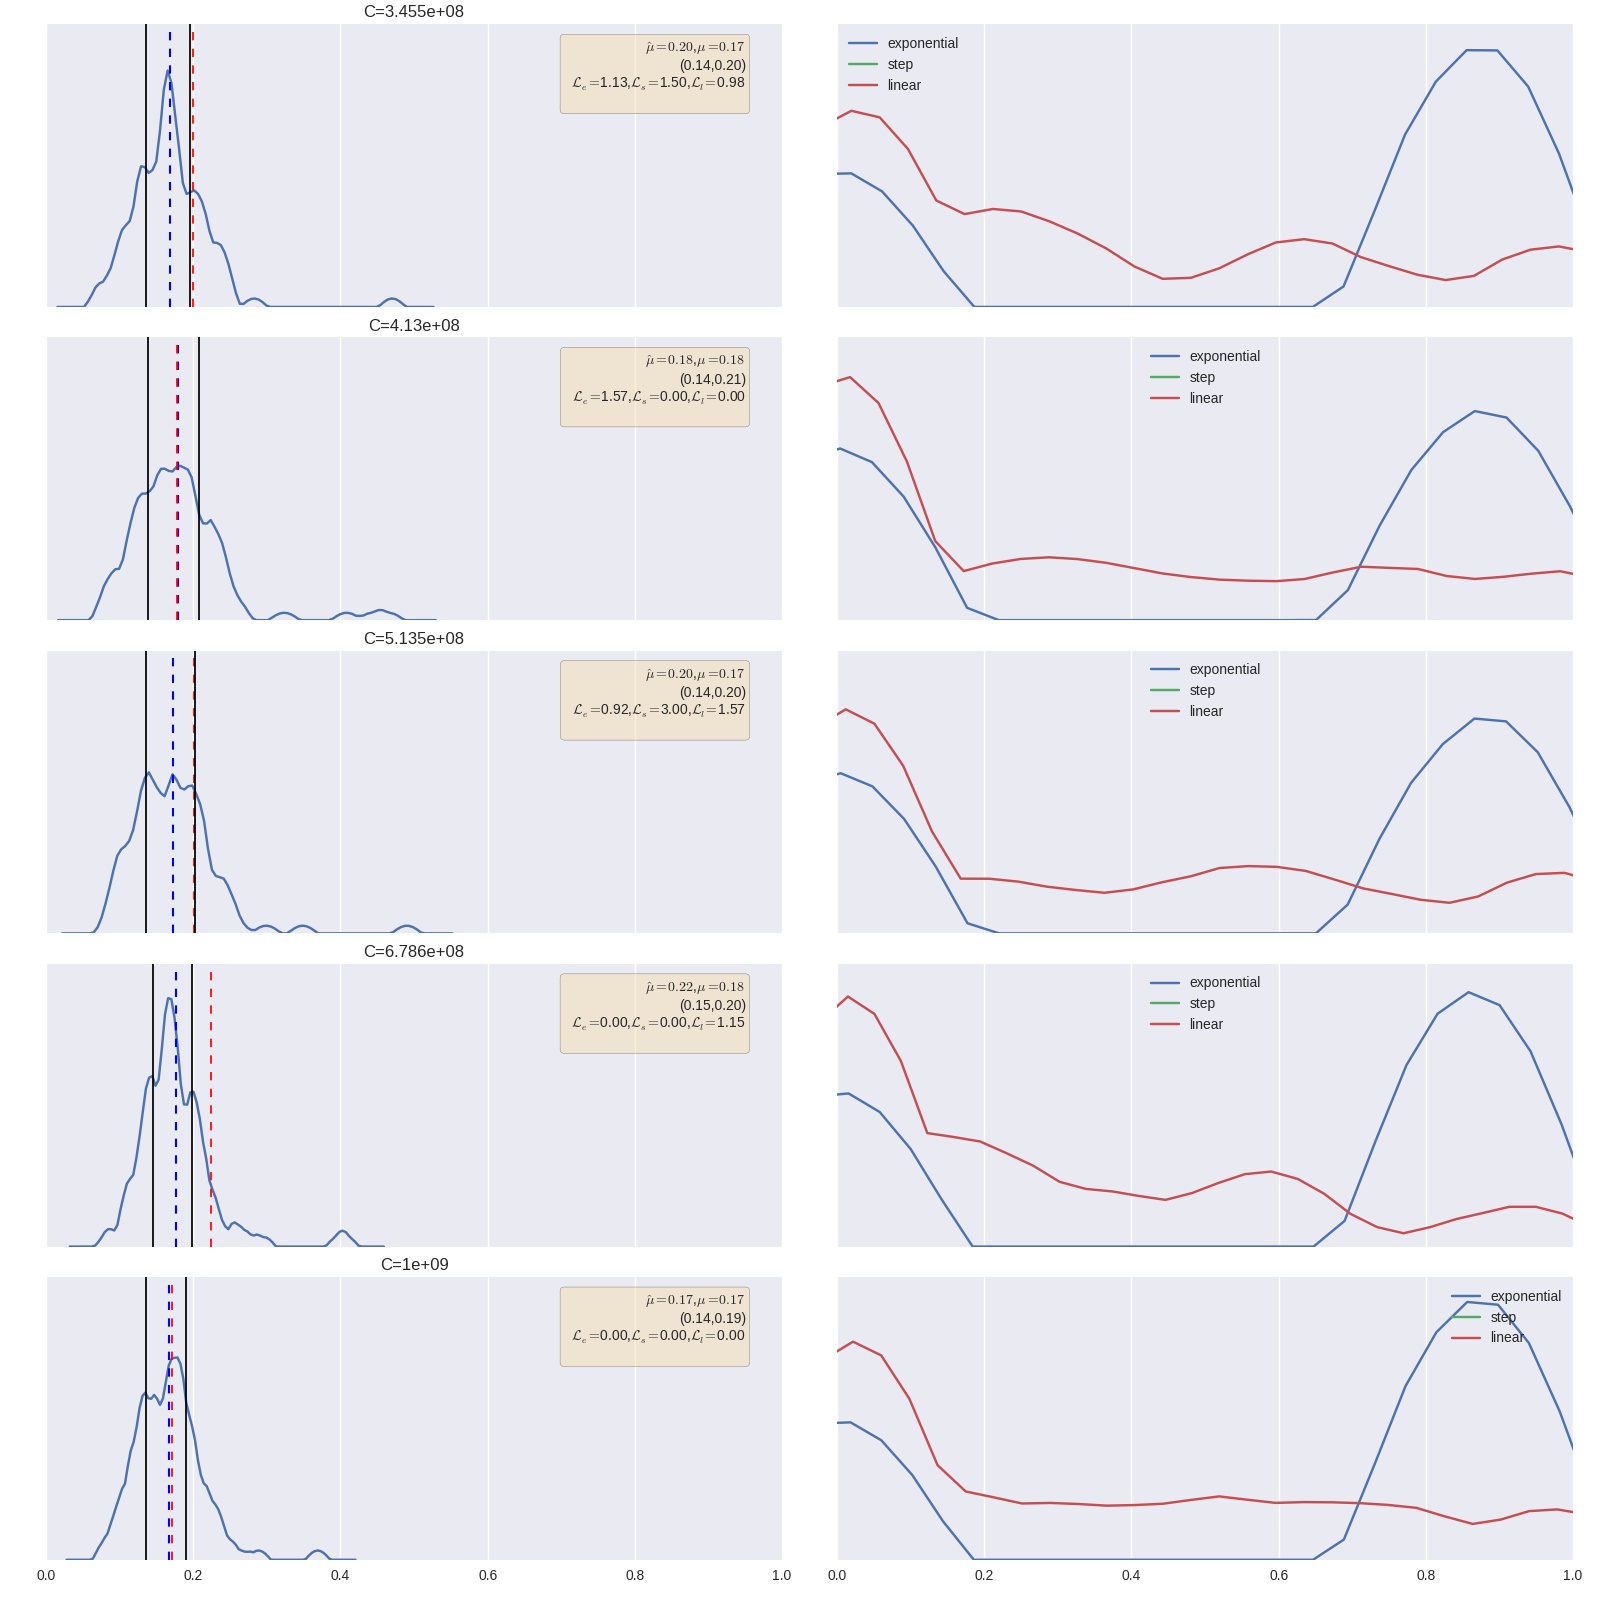 C=3.455e+08
μ̂=0.20,μ=0.17
(0.14,0.20)
ℒₑ=1.13,ℒₛ=1.50,ℒₗ=0.98
exponential
step
linear
C=4.13e+08
μ̂=0.18,μ=0.18
(0.14,0.21)
ℒₑ=1.57,ℒₛ=0.00,ℒₗ=0.00
exponential
step
linear
C=5.135e+08
μ̂=0.20,μ=0.17
(0.14,0.20)
ℒₑ=0.92,ℒₛ=3.00,ℒₗ=1.57
exponential
step
linear
C=6.786e+08
μ̂=0.22,μ=0.18
(0.15,0.20)
ℒₑ=0.00,ℒₛ=0.00,ℒₗ=1.15
exponential
step
linear
C=1e+09
μ̂=0.17,μ=0.17
(0.14,0.19)
ℒₑ=0.00,ℒₛ=0.00,ℒₗ=0.00
exponential
step
linear
0.0 0.2 0.4 0.6 0.8 1.0
0.0 0.2 0.4 0.6 0.8 1.0